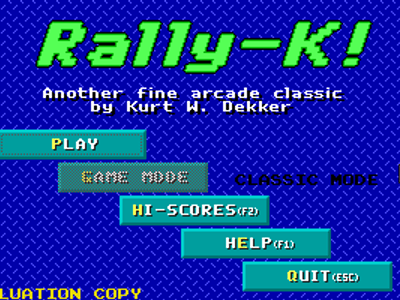 Rally-K!
Another fine arcade classic
by Kurt W. Dekker
PLAY
GAME MODE CLASSIC MODE
HI-SCORES(F2)
HELP(F1)
QUIT(ESC)
LUATION COPY